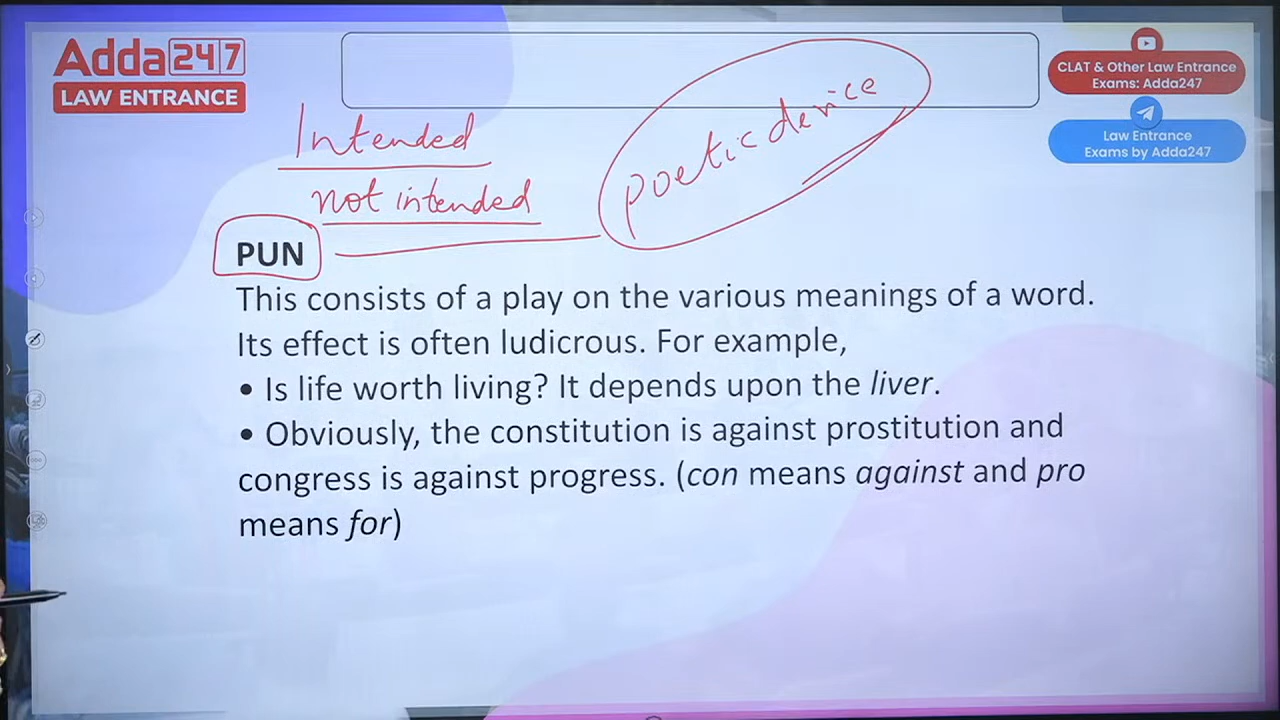 Adda247
LAW ENTRANCE
CLAT & Other Law Entrance
Exams: Adda247
Law Entrance
Exams by Adda247
Intended
not intended
poetic device
PUN
This consists of a play on the various meanings of a word.
Its effect is often ludicrous. For example,
• Is life worth living? It depends upon the liver.
• Obviously, the constitution is against prostitution and
congress is against progress. (con means against and pro
means for)